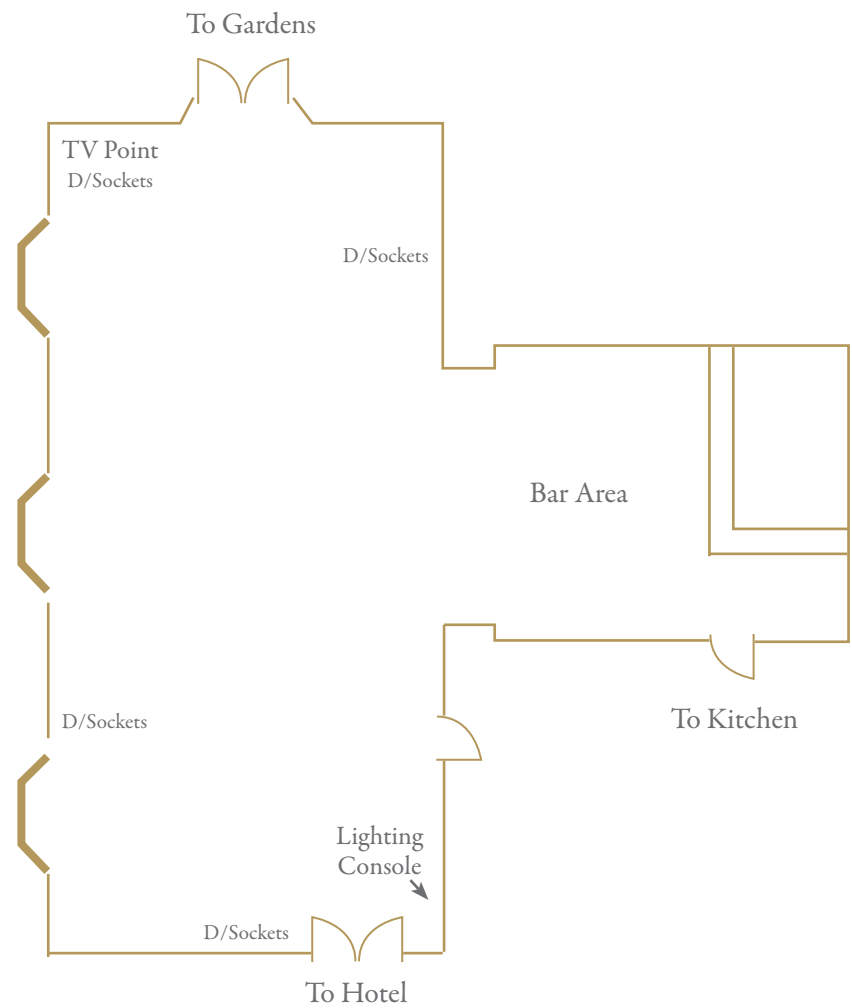 To Gardens
TV Point
D/Sockets
D/Sockets
Bar Area
D/Sockets
To Kitchen
Lighting
Console
D/Sockets
To Hotel